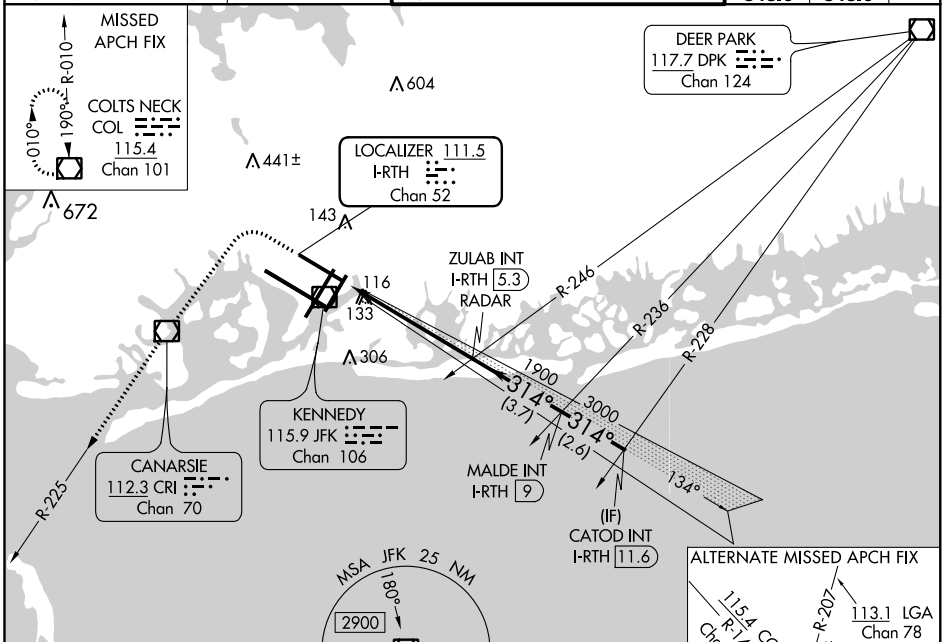 MISSED
APCH FIX
R-010
190°
010°
COLTS NECK
COL
115.4
Chan 101
672
604
441±
DEER PARK
117.7 DPK
Chan 124
LOCALIZER 111.5
I-RTH
Chan 52
143
116
133
306
ZULAB INT
I-RTH 5.3
RADAR
R-246
R-236
R-228
1900
3000
314°
(3.7)
314°
(2.6)
134°
KENNEDY
115.9 JFK
Chan 106
MALDE INT
I-RTH 9
(IF)
CATOD INT
I-RTH 11.6
CANARSIE
112.3 CRI
Chan 70
R-225
MSA JFK 25 NM
180°
2900
ALTERNATE MISSED APCH FIX
115.4
R-207
113.1 LGA
Chan 78